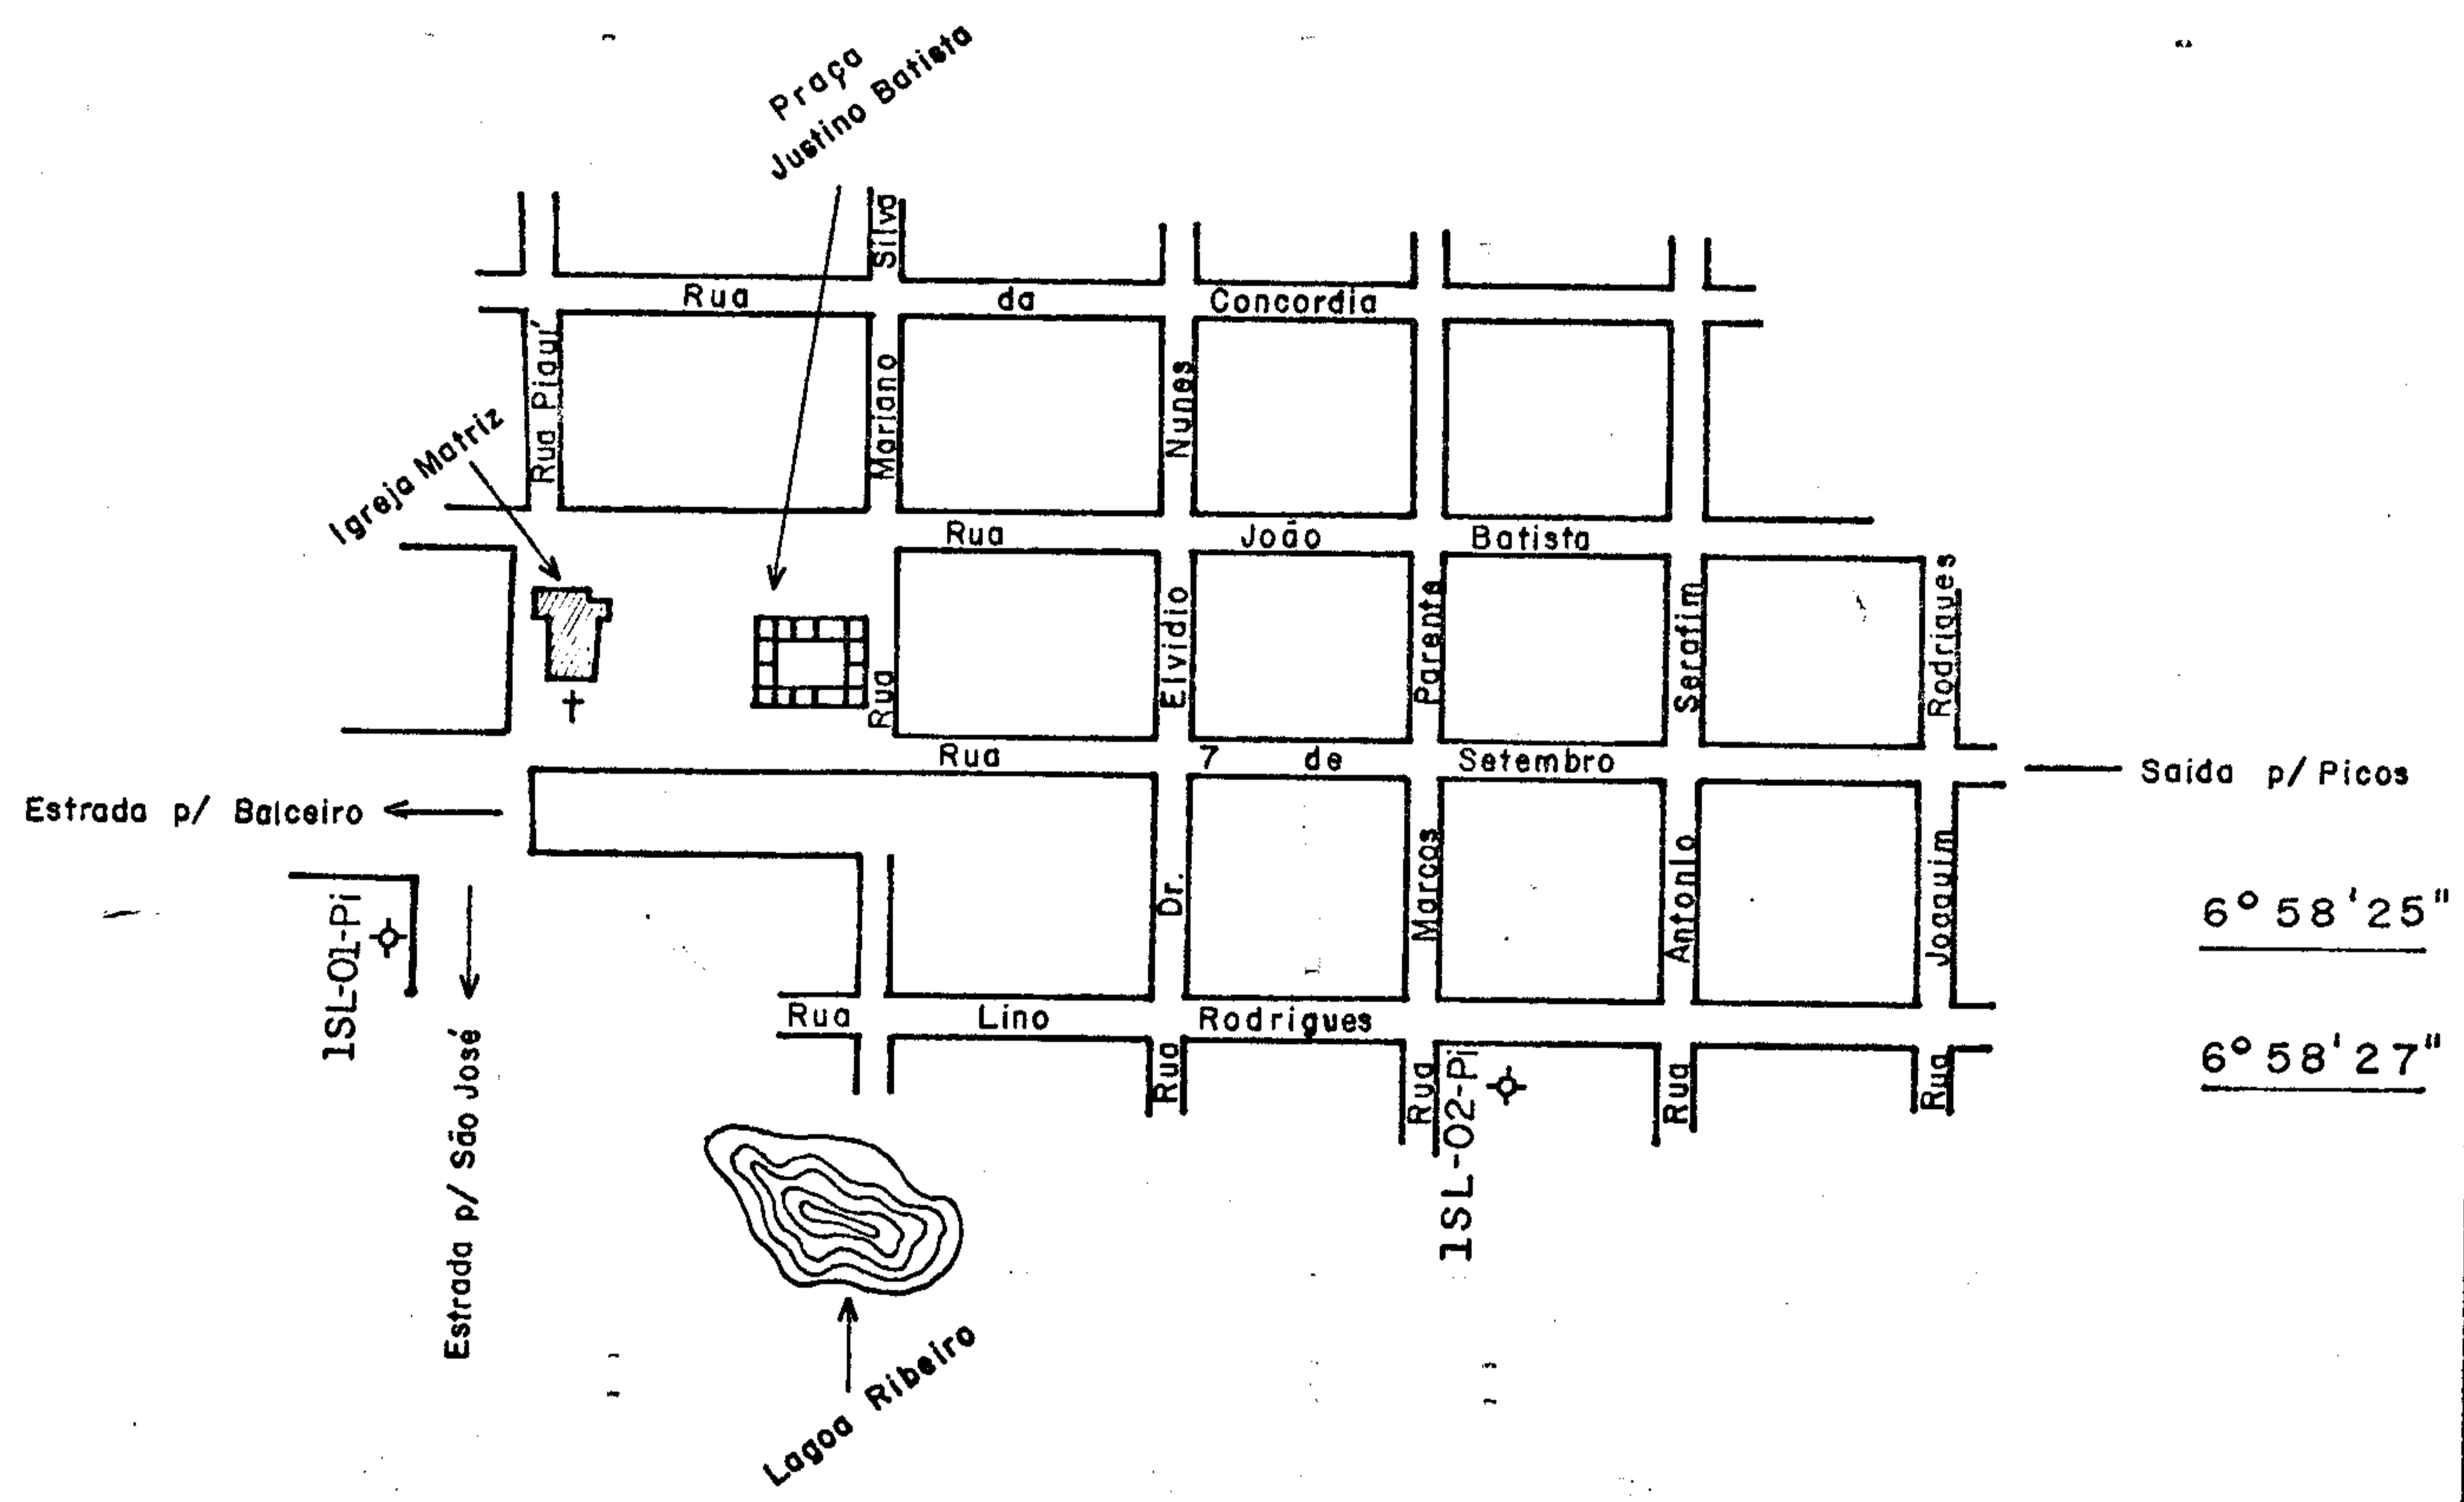 Praça
Justino Batista
Igreja Matriz
Rua da Concordia
Rua Piauí
Rua Mariano Silva
Rua Dr. Elvidio Nunes
Rua João Batista
Rua Marcos Parente
Rua Antonio Serafim
Rua Joaquim Rodrigues
Rua 7 de Setembro
Saída p/ Picos
Estrada p/ Balceiro
1SL-01-Pi
Estrada p/ São José
6° 58' 25"
Rua Lino Rodrigues
6° 58' 27"
1SL-02-Pi
Lagoa Ribeiro